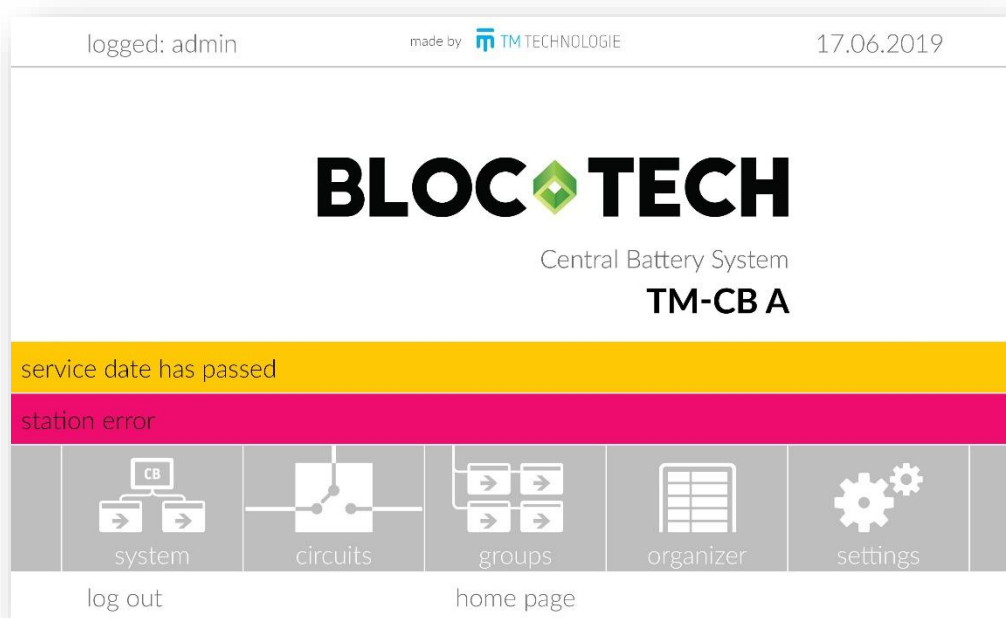 logged: admin
made by TM TECHNOLOGIE
17.06.2019
BLOC TECH
Central Battery System
TM-CB A
service date has passed
station error
CB
system
circuits
groups
organizer
settings
log out
home page